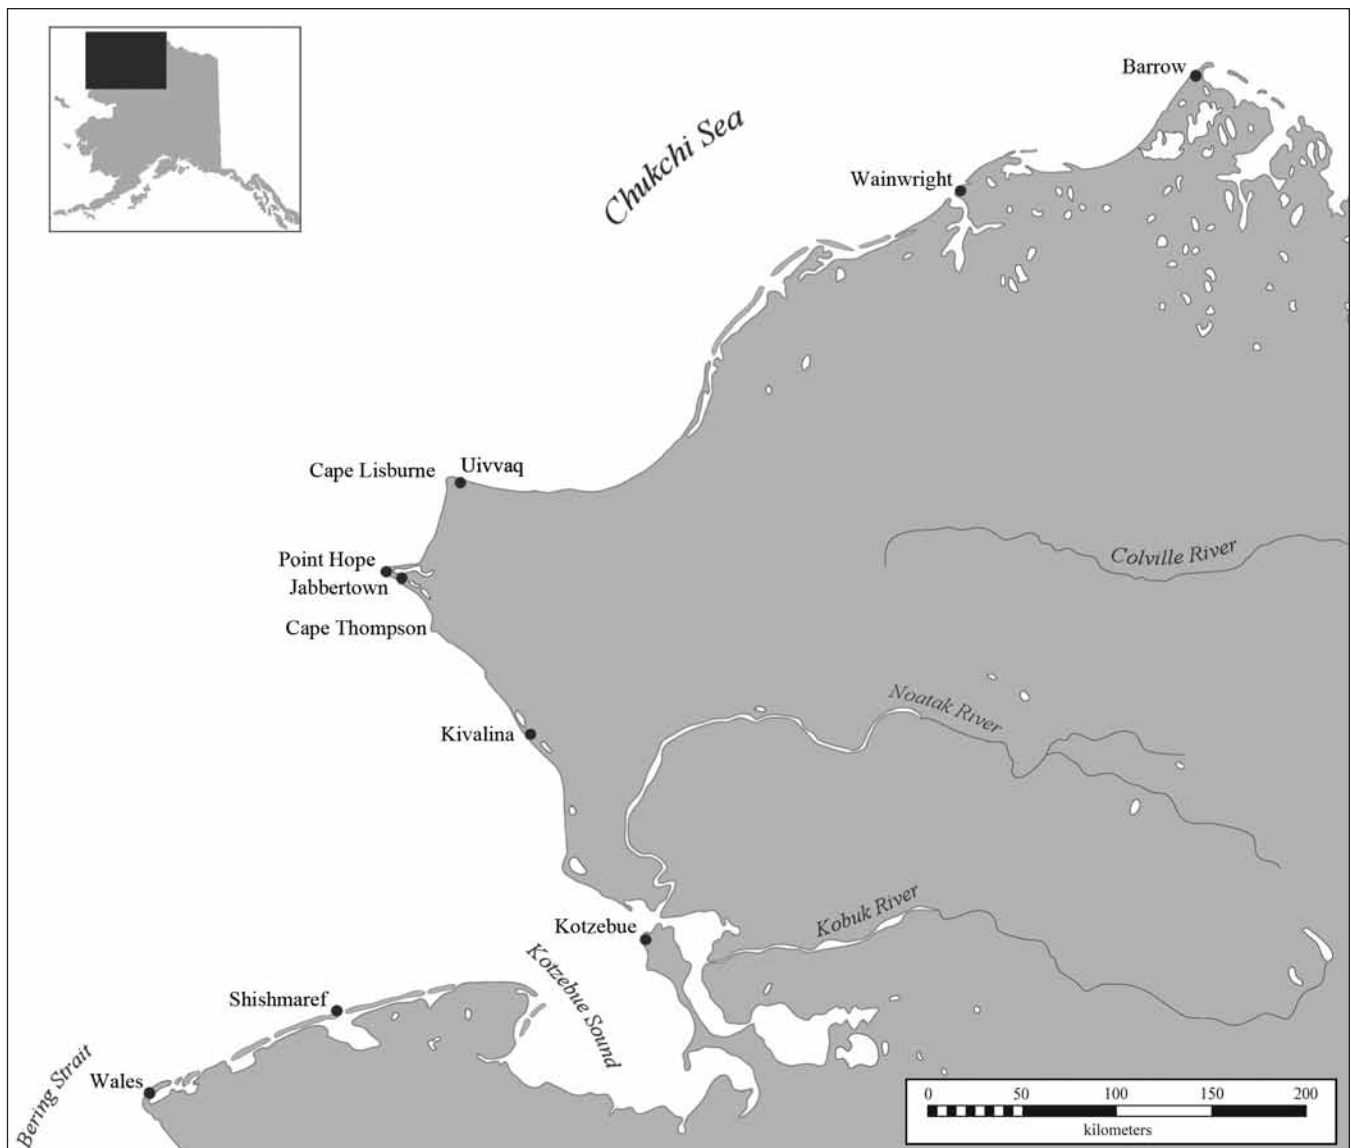 Barrow
Chukchi Sea
Wainwright
Cape Lisburne
Uivvaq
Point Hope
Jabbertown
Cape Thompson
Colville River
Kivalina
Noatak River
Kobuk River
Kotzebue
Kotzebue Sound
Shishmaref
Wales
Bering Strait
0 50 100 150 200
kilometers